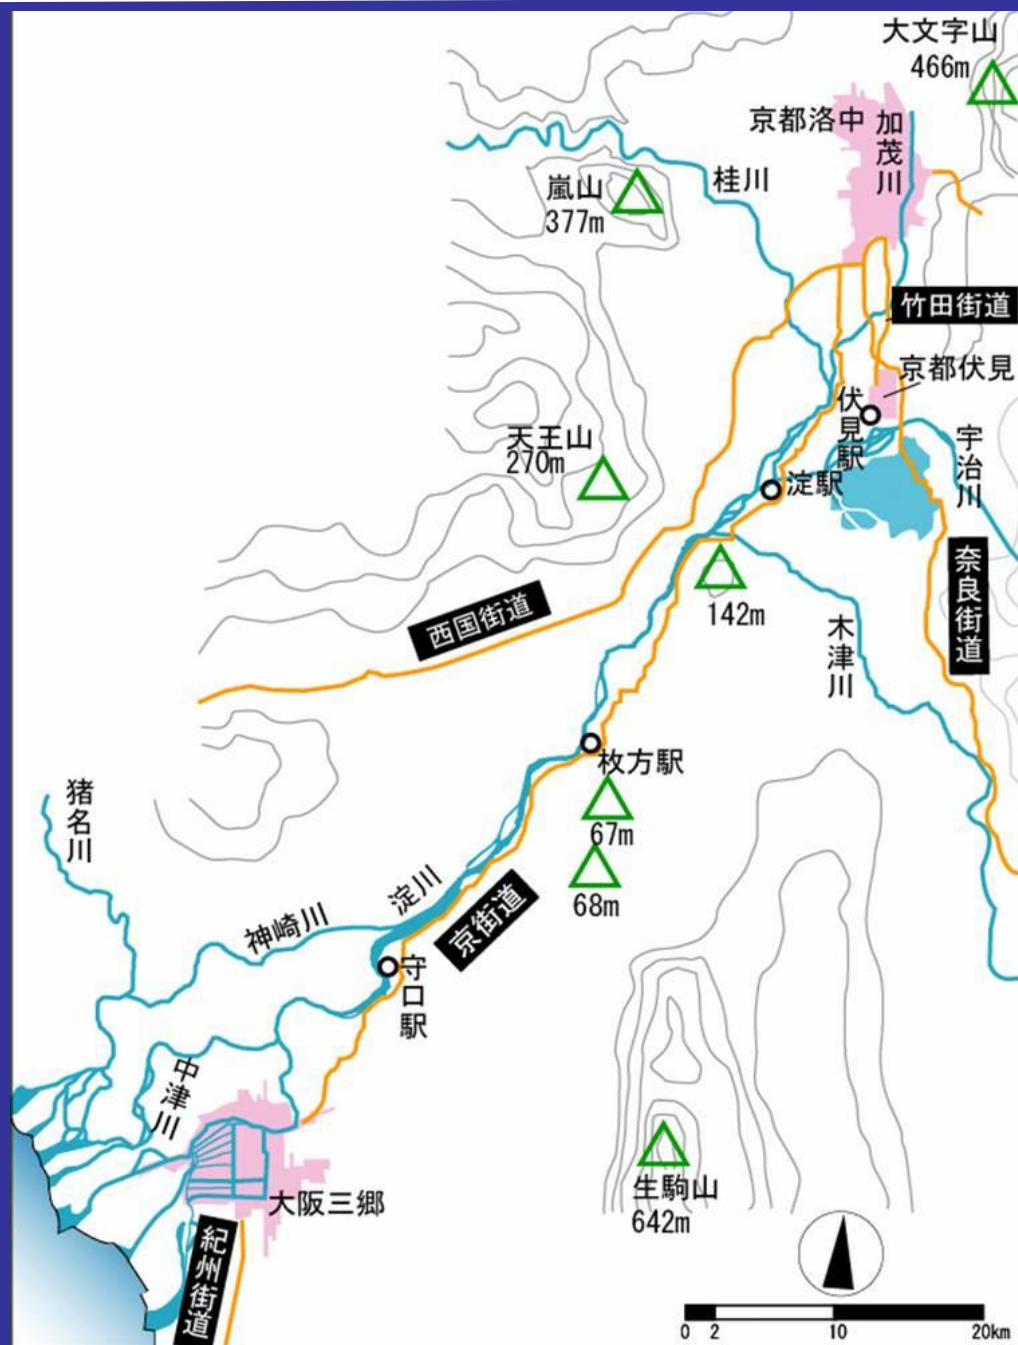 大文字山
466m
京都洛中
加茂川
桂川
嵐山
377m
竹田街道
京都伏見
伏見駅
天王山
270m
淀駅
宇治川
奈良街道
142m
西国街道
木津川
枚方駅
67m
猪名川
68m
淀川
京街道
神崎川
守口駅
中津川
生駒山
642m
大阪三郷
紀州街道
0 2 10 20km